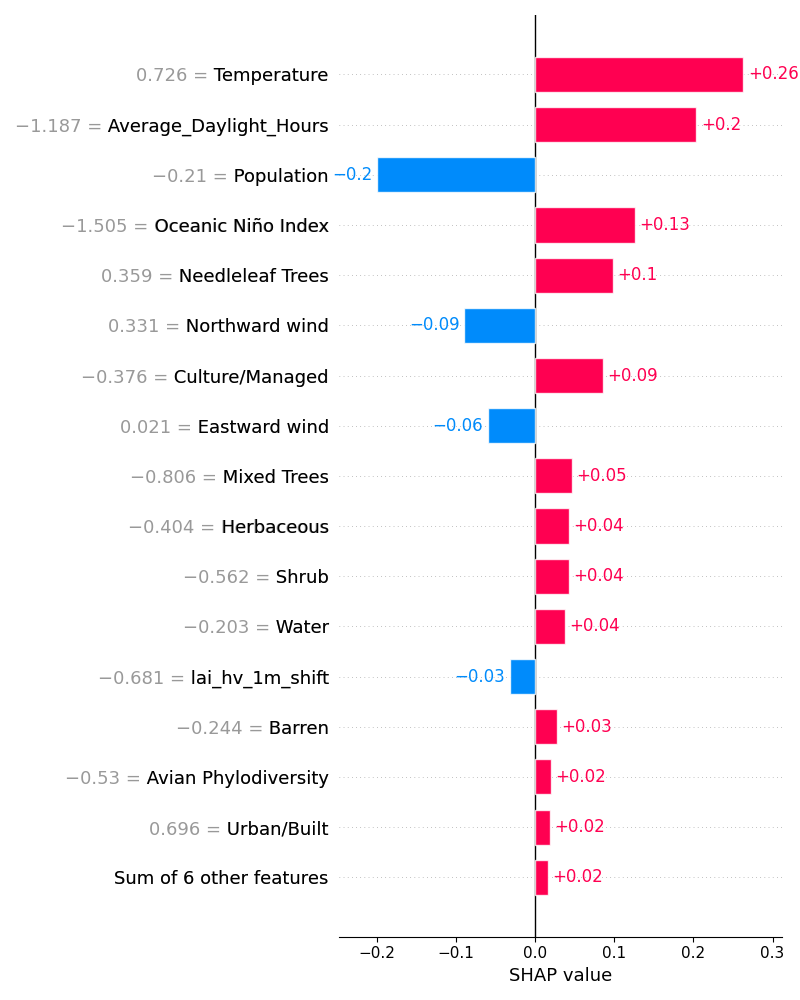 0.726 = Temperature +0.26
−1.187 = Average_Daylight_Hours +0.2
−0.21 = Population −0.2
−1.505 = Oceanic Niño Index +0.13
0.359 = Needleleaf Trees +0.1
0.331 = Northward wind −0.09
−0.376 = Culture/Managed +0.09
0.021 = Eastward wind −0.06
−0.806 = Mixed Trees +0.05
−0.404 = Herbaceous +0.04
−0.562 = Shrub +0.04
−0.203 = Water +0.04
−0.681 = lai_hv_1m_shift −0.03
−0.244 = Barren +0.03
−0.53 = Avian Phylodiversity +0.02
0.696 = Urban/Built +0.02
Sum of 6 other features +0.02
−0.2 −0.1 0.0 0.1 0.2 0.3
SHAP value